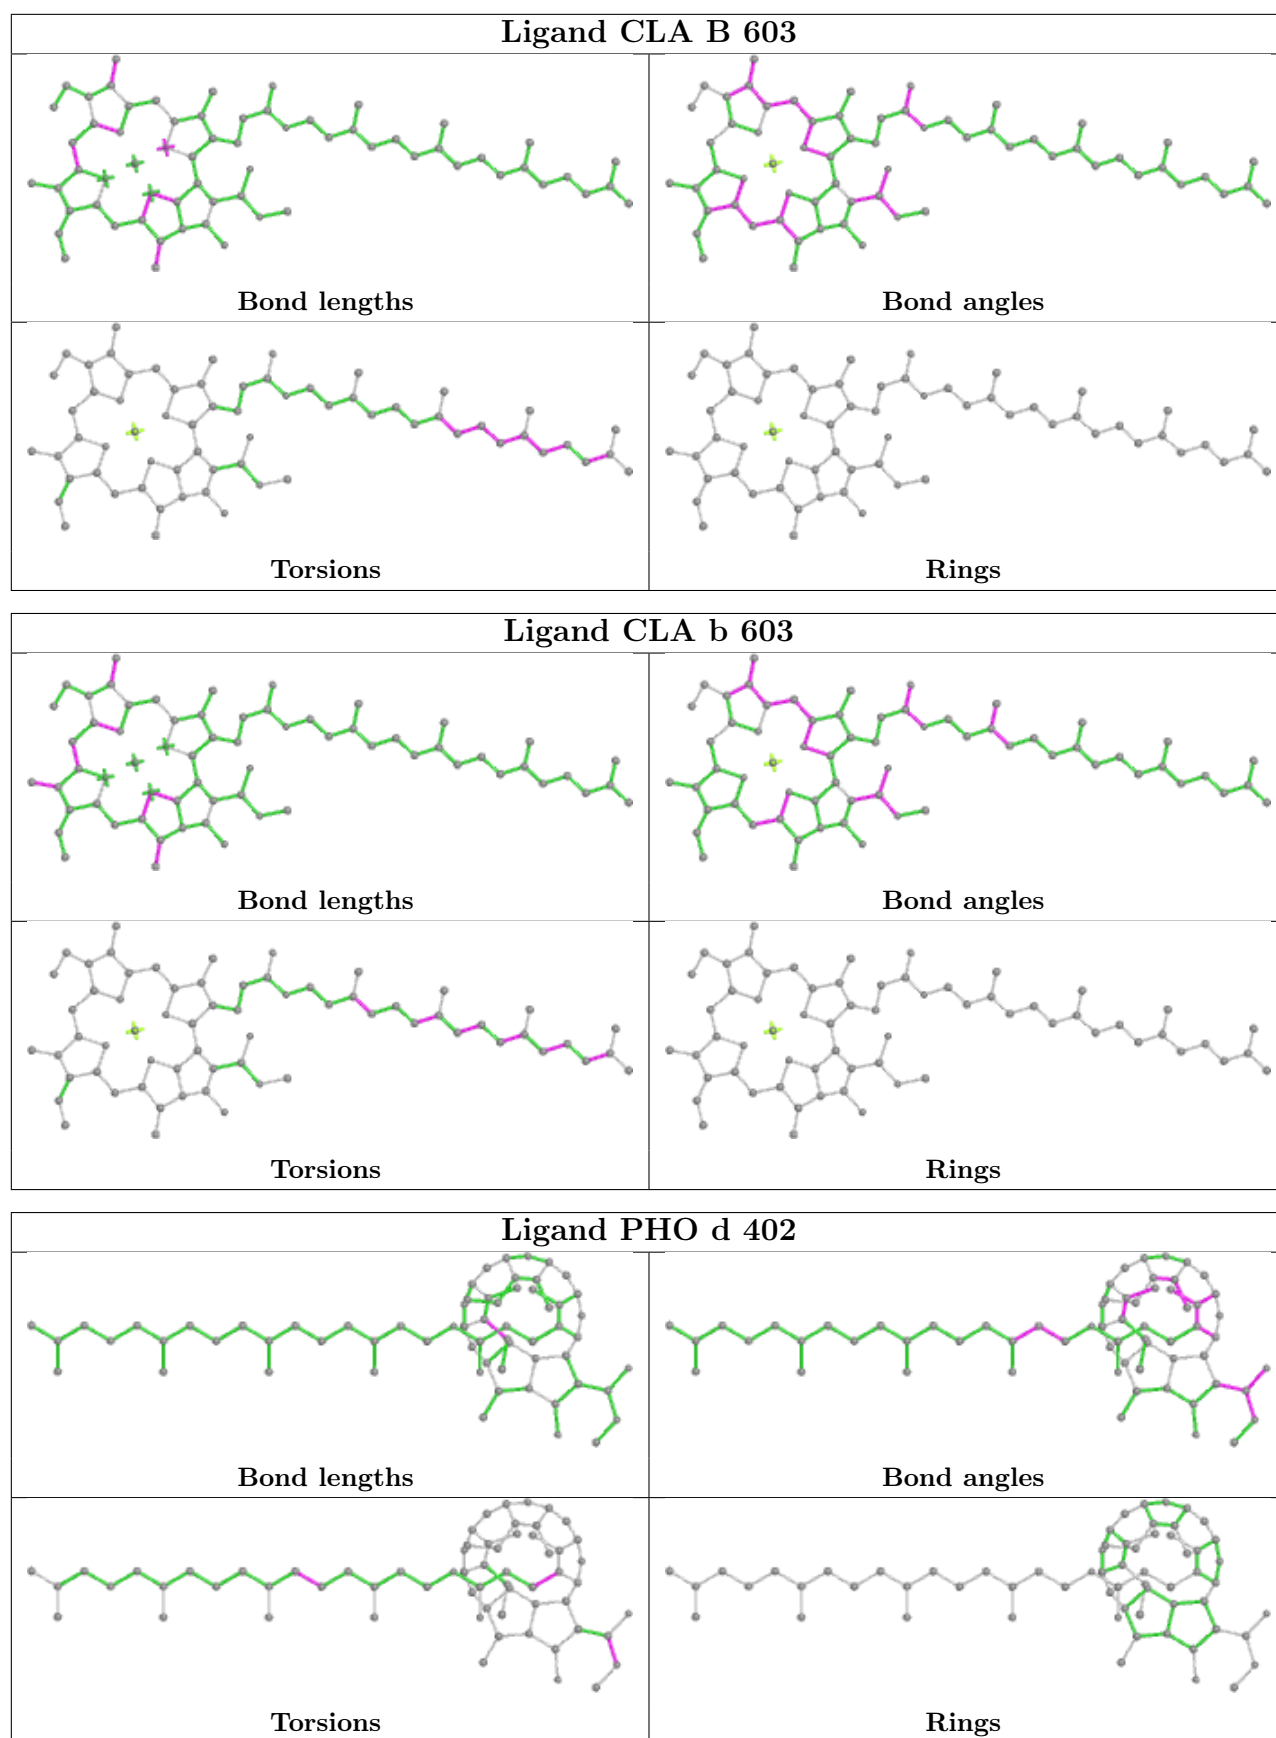 Ligand CLA B 603
Bond lengths
Bond angles
Torsions
Rings
Ligand CLA b 603
Bond lengths
Bond angles
Torsions
Rings
Ligand PHO d 402
Bond lengths
Bond angles
Torsions
Rings